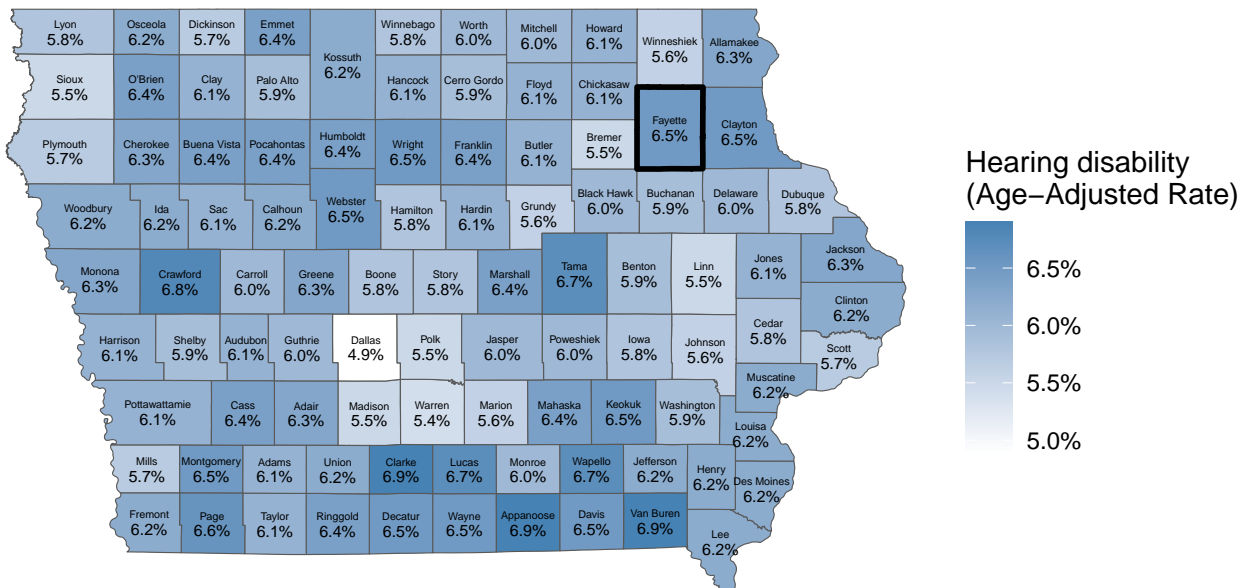 Lyon
5.8%
Osceola
6.2%
Dickinson
5.7%
Emmet
6.4%
Kossuth
6.2%
Winnebago
5.8%
Worth
6.0%
Mitchell
6.0%
Howard
6.1%
Winneshiek
5.6%
Allamakee
6.3%
Sioux
5.5%
O'Brien
6.4%
Clay
6.1%
Palo Alto
5.9%
Hancock
6.1%
Cerro Gordo
5.9%
Floyd
6.1%
Chickasaw
6.1%
Fayette
6.5%
Clayton
6.5%
Plymouth
5.7%
Cherokee
6.3%
Buena Vista
6.4%
Pocahontas
6.4%
Humboldt
6.4%
Wright
6.5%
Franklin
6.4%
Butler
6.1%
Bremer
5.5%
Woodbury
6.2%
Ida
6.2%
Sac
6.1%
Calhoun
6.2%
Webster
6.5%
Hamilton
5.8%
Hardin
6.1%
Grundy
5.6%
Black Hawk
6.0%
Buchanan
5.9%
Delaware
6.0%
Dubuque
5.8%
Monona
6.3%
Crawford
6.8%
Carroll
6.0%
Greene
6.3%
Boone
5.8%
Story
5.8%
Marshall
6.4%
Tama
6.7%
Benton
5.9%
Linn
5.5%
Jones
6.1%
Jackson
6.3%
Clinton
6.2%
Harrison
6.1%
Shelby
5.9%
Audubon
6.1%
Guthrie
6.0%
Dallas
4.9%
Polk
5.5%
Jasper
6.0%
Poweshiek
6.0%
Iowa
5.8%
Johnson
5.6%
Cedar
5.8%
Scott
5.7%
Muscatine
6.2%
Pottawattamie
6.1%
Cass
6.4%
Adair
6.3%
Madison
5.5%
Warren
5.4%
Marion
5.6%
Mahaska
6.4%
Keokuk
6.5%
Washington
5.9%
Louisa
6.2%
Mills
5.7%
Montgomery
6.5%
Adams
6.1%
Union
6.2%
Clarke
6.9%
Lucas
6.7%
Monroe
6.0%
Wapello
6.7%
Jefferson
6.2%
Henry
6.2%
Des Moines
6.2%
Fremont
6.2%
Page
6.6%
Taylor
6.1%
Ringgold
6.4%
Decatur
6.5%
Wayne
6.5%
Appanoose
6.9%
Davis
6.5%
Van Buren
6.9%
Lee
6.2%
Hearing disability
(Age−Adjusted Rate)
6.5%
6.0%
5.5%
5.0%